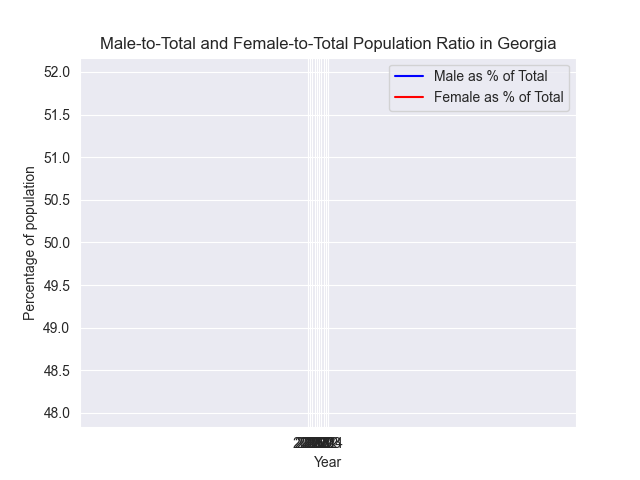 Male-to-Total and Female-to-Total Population Ratio in Georgia
Male as % of Total
Female as % of Total
52.0
51.5
51.0
50.5
50.0
49.5
49.0
48.5
48.0
Percentage of population
Year